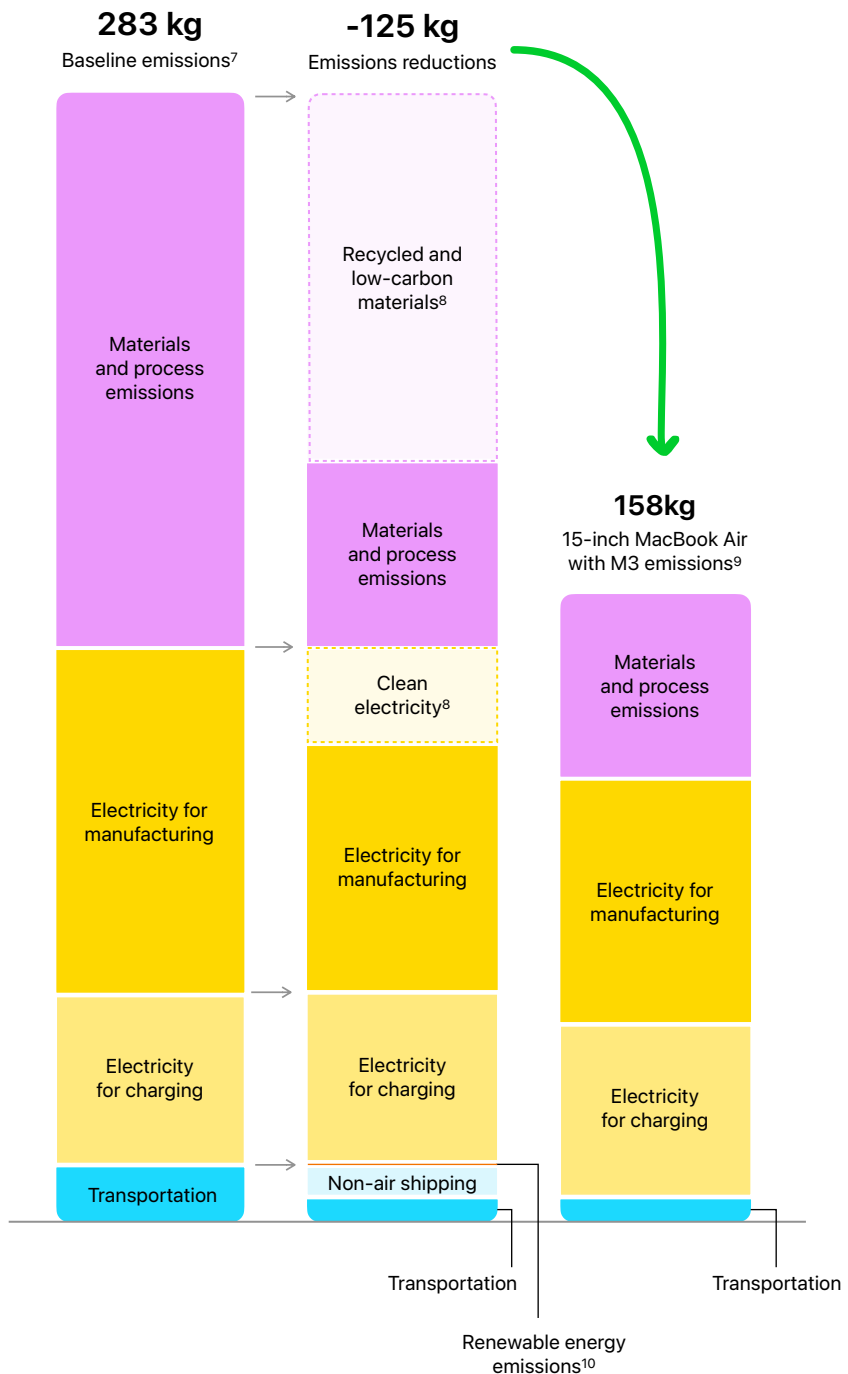 283 kg
Baseline emissions⁷
-125 kg
Emissions reductions
Materials
and process
emissions
Electricity for
manufacturing
Electricity
for charging
Transportation
Recycled and
low-carbon
materials⁸
Materials
and process
emissions
Clean
electricity⁸
Electricity for
manufacturing
Electricity
for charging
Non-air shipping
Transportation
Renewable energy
emissions¹⁰
158kg
15-inch MacBook Air
with M3 emissions⁹
Materials
and process
emissions
Electricity for
manufacturing
Electricity
for charging
Transportation